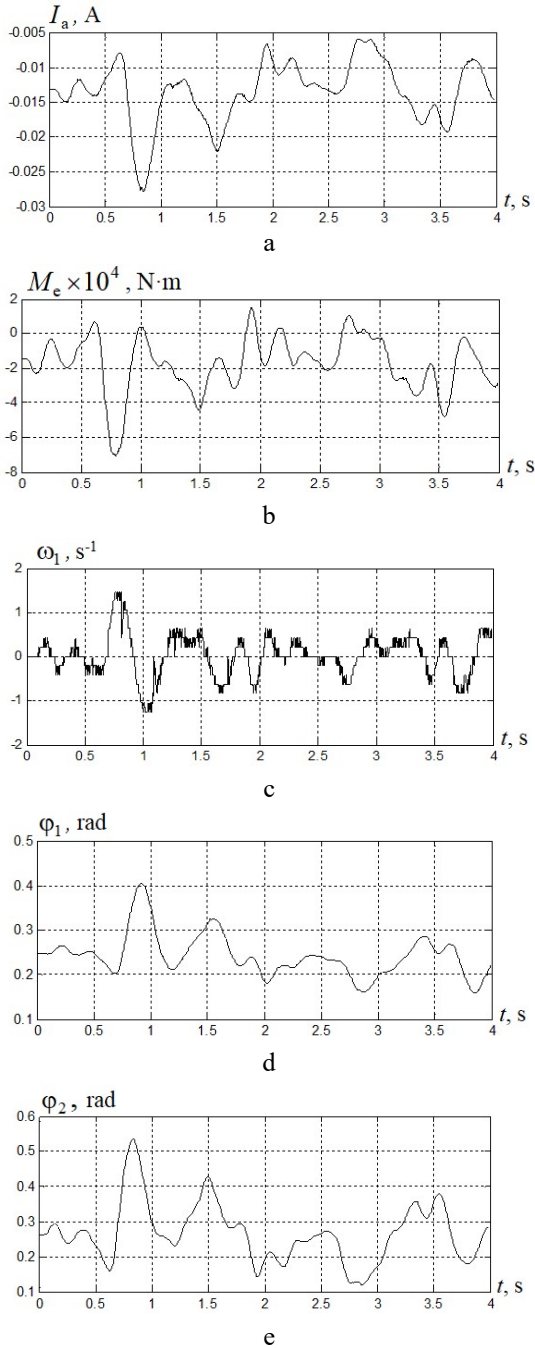 I_a, A
-0.005
-0.01
-0.015
-0.02
-0.025
-0.03
0 0.5 1 1.5 2 2.5 3 3.5 4
t, s
a
M_e ×10^4, N·m
2
0
-2
-4
-6
-8
0 0.5 1 1.5 2 2.5 3 3.5 4
t, s
b
ω_1, s^-1
2
1
0
-1
-2
0 0.5 1 1.5 2 2.5 3 3.5 4
t, s
c
φ_1, rad
0.5
0.4
0.3
0.2
0.1
0 0.5 1 1.5 2 2.5 3 3.5 4
t, s
d
φ_2, rad
0.6
0.5
0.4
0.3
0.2
0.1
0 0.5 1 1.5 2 2.5 3 3.5 4
t, s
e